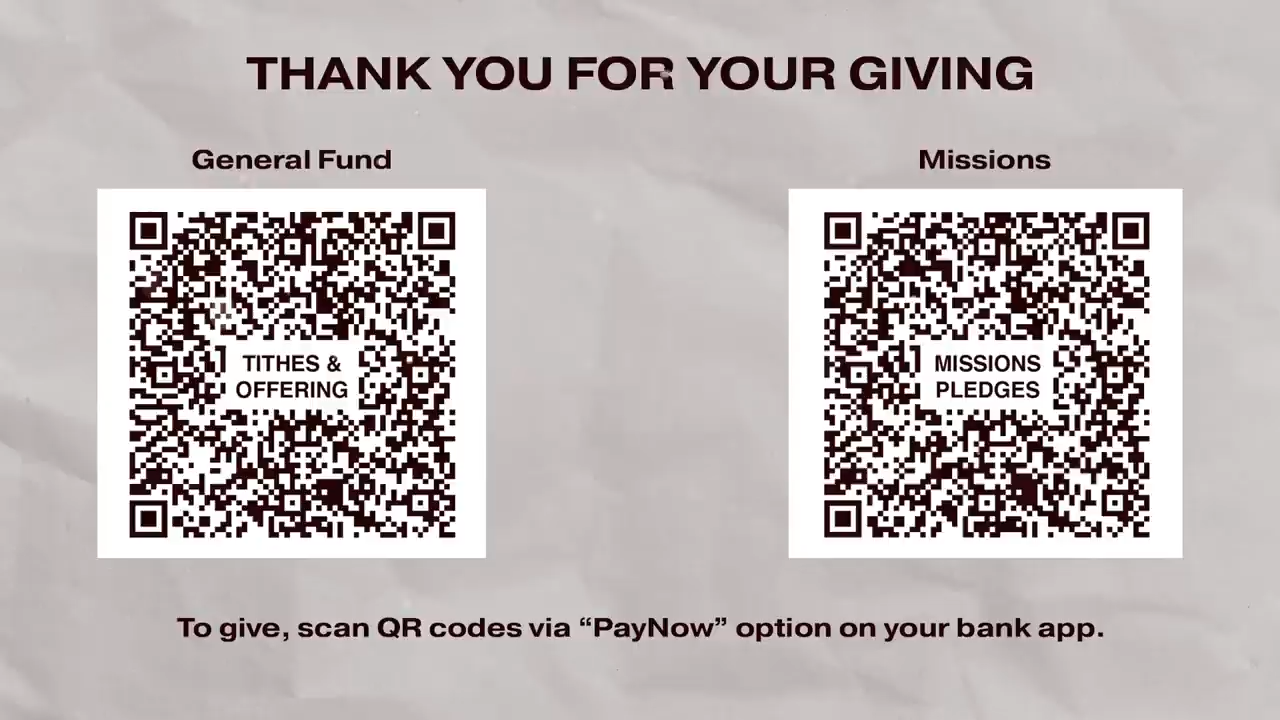 THANK YOU FOR YOUR GIVING
General Fund
Missions
TITHES &
OFFERING
MISSIONS
PLEDGES
To give, scan QR codes via “PayNow” option on your bank app.